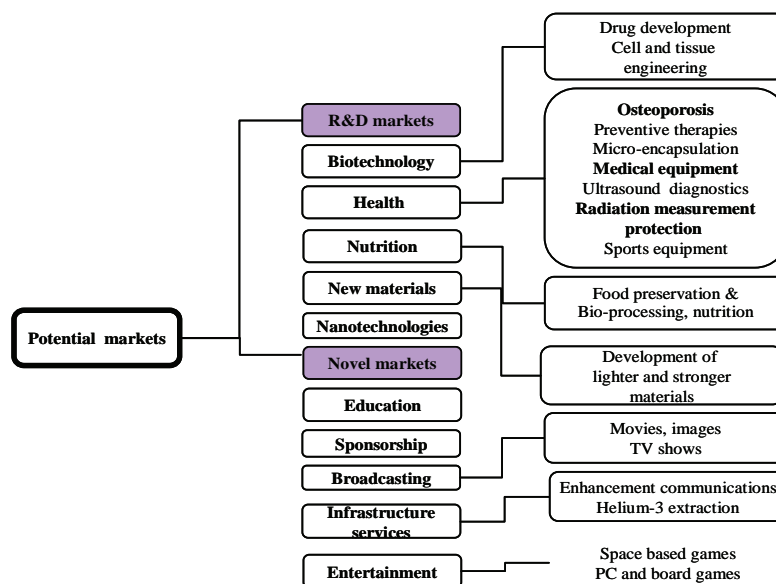 Potential markets
R&D markets
Biotechnology
Health
Nutrition
New materials
Nanotechnologies
Novel markets
Education
Sponsorship
Broadcasting
Infrastructure
services
Entertainment
Drug development
Cell and tissue
engineering
Osteoporosis
Preventive therapies
Micro-encapsulation
Medical equipment
Ultrasound diagnostics
Radiation measurement
protection
Sports equipment
Food preservation &
Bio-processing, nutrition
Development of
lighter and stronger
materials
Movies, images
TV shows
Enhancement communications
Helium-3 extraction
Space based games
PC and board games